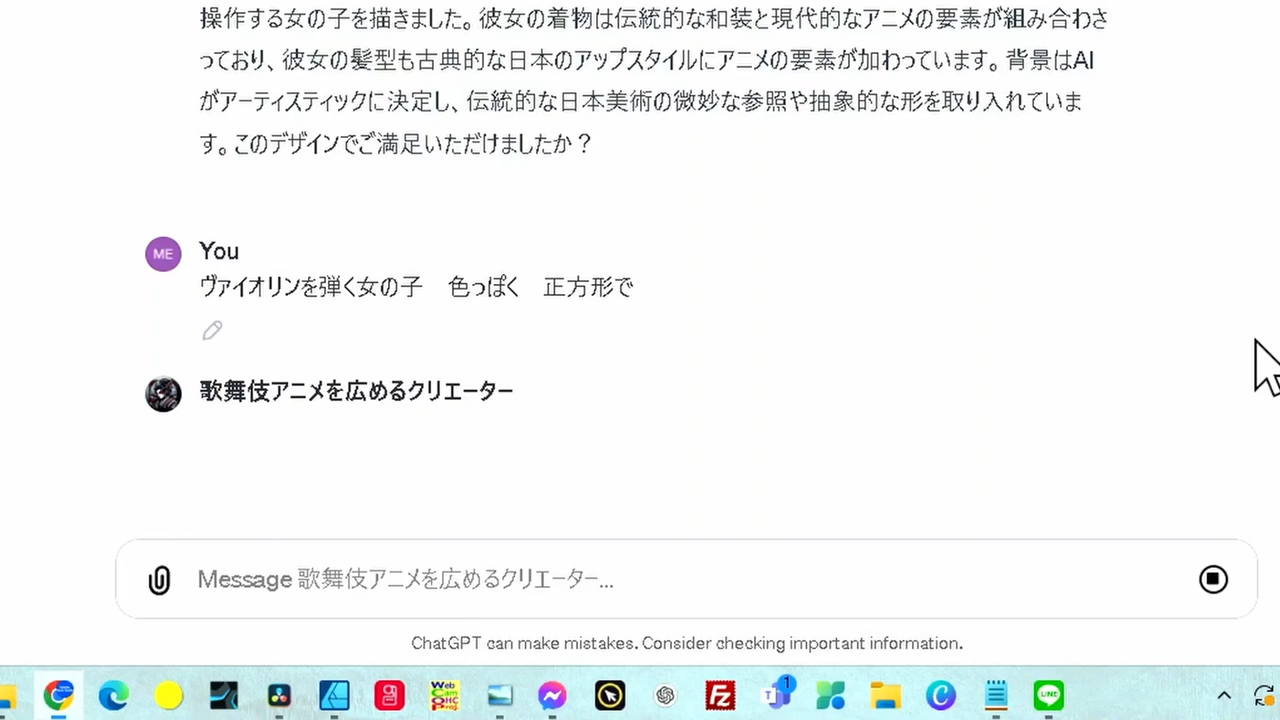 操作する女の子を描きました。彼女の着物は伝統的な和装と現代的なアニメの要素が組み合わさ
っており、彼女の髪型も古典的な日本のアップスタイルにアニメの要素が加わっています。背景はAI
がアーティスティックに決定し、伝統的な日本美術の微妙な参照や抽象的な形を取り入れていま
す。このデザインでご満足いただけましたか？
ME
You
ヴァイオリンを弾く女の子　色っぽく　正方形で
歌舞伎アニメを広めるクリエーター
Message 歌舞伎アニメを広めるクリエーター...
ChatGPT can make mistakes. Consider checking important information.
Web
Cam
T
1
FZ
C
LINE